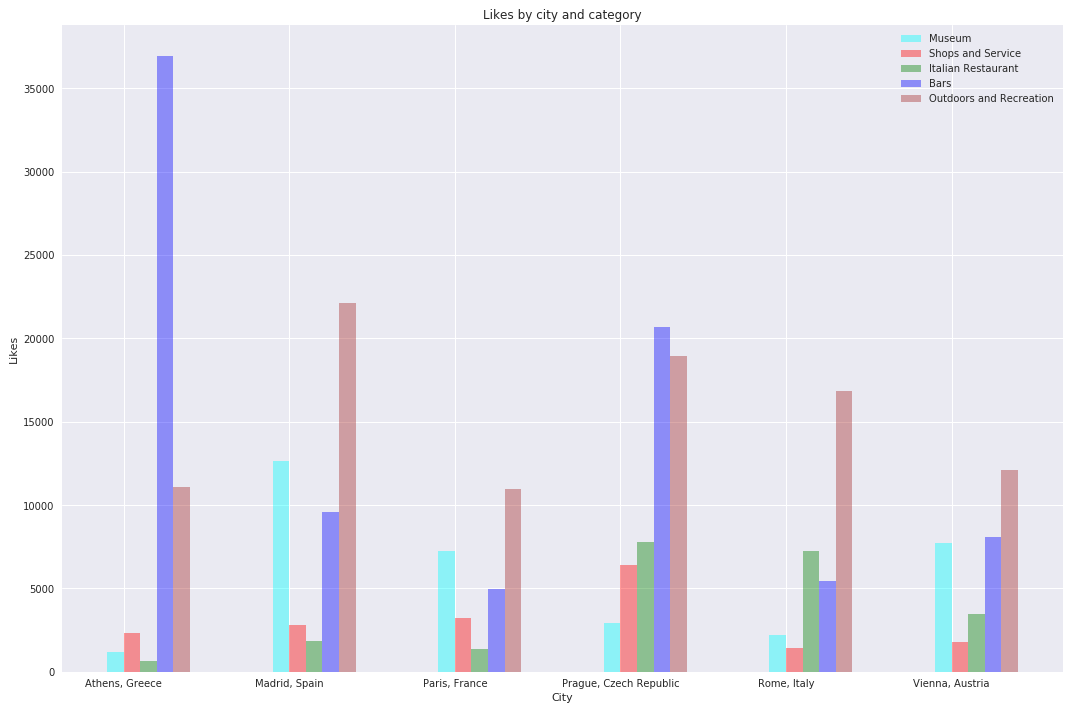 Likes by city and category
Museum
Shops and Service
Italian Restaurant
Bars
Outdoors and Recreation
35000
30000
25000
20000
15000
10000
5000
0
Likes
Athens, Greece
Madrid, Spain
Paris, France
Prague, Czech Republic
Rome, Italy
Vienna, Austria
City